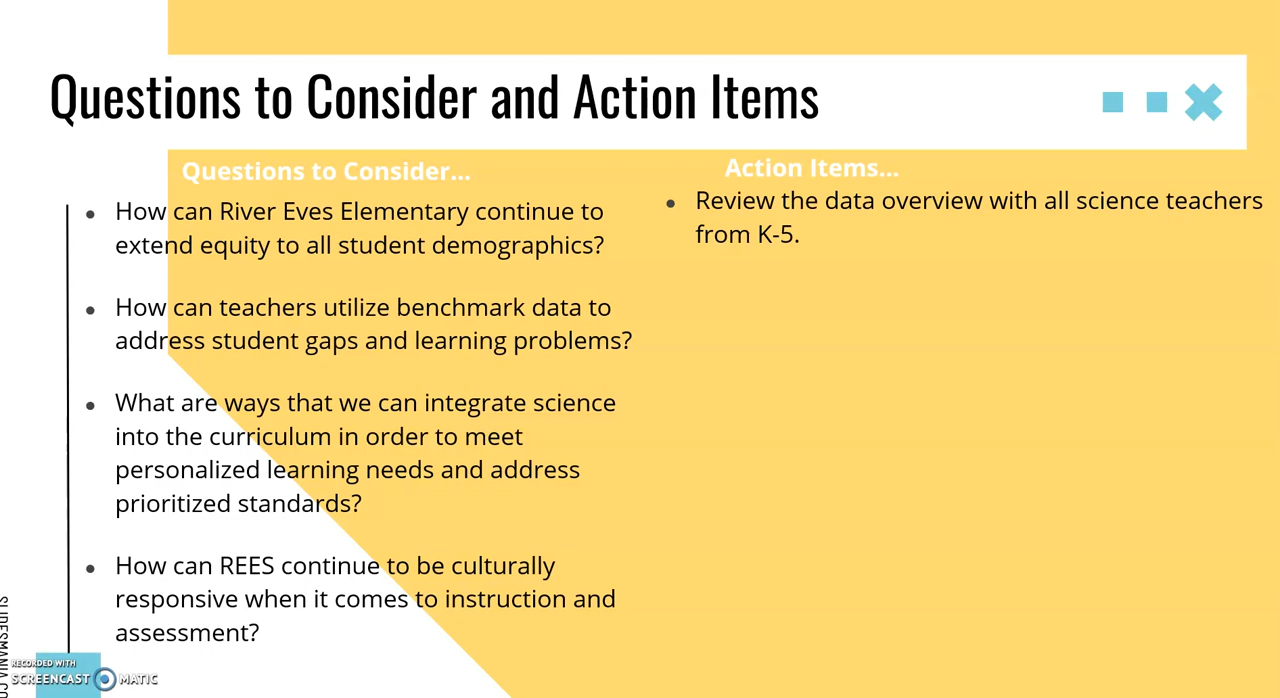 Questions to Consider and Action Items
Questions to Consider...
How can River Eves Elementary continue to
extend equity to all student demographics?
How can teachers utilize benchmark data to
address student gaps and learning problems?
What are ways that we can integrate science
into the curriculum in order to meet
personalized learning needs and address
prioritized standards?
How can REES continue to be culturally
responsive when it comes to instruction and
assessment?
Action Items...
Review the data overview with all science teachers
from K-5.
RECORDED WITH
SCREENCAST MATIC